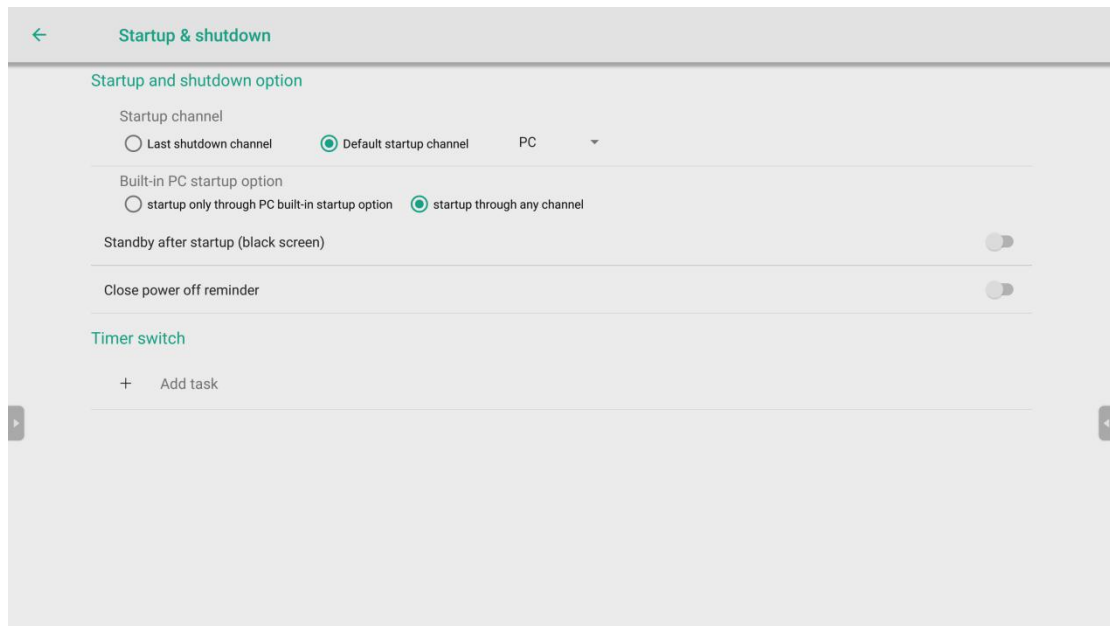 Startup & shutdown
Startup and shutdown option
Startup channel
Last shutdown channel Default startup channel PC
Built-in PC startup option
startup only through PC built-in startup option startup through any channel
Standby after startup (black screen)
Close power off reminder
Timer switch
+ Add task